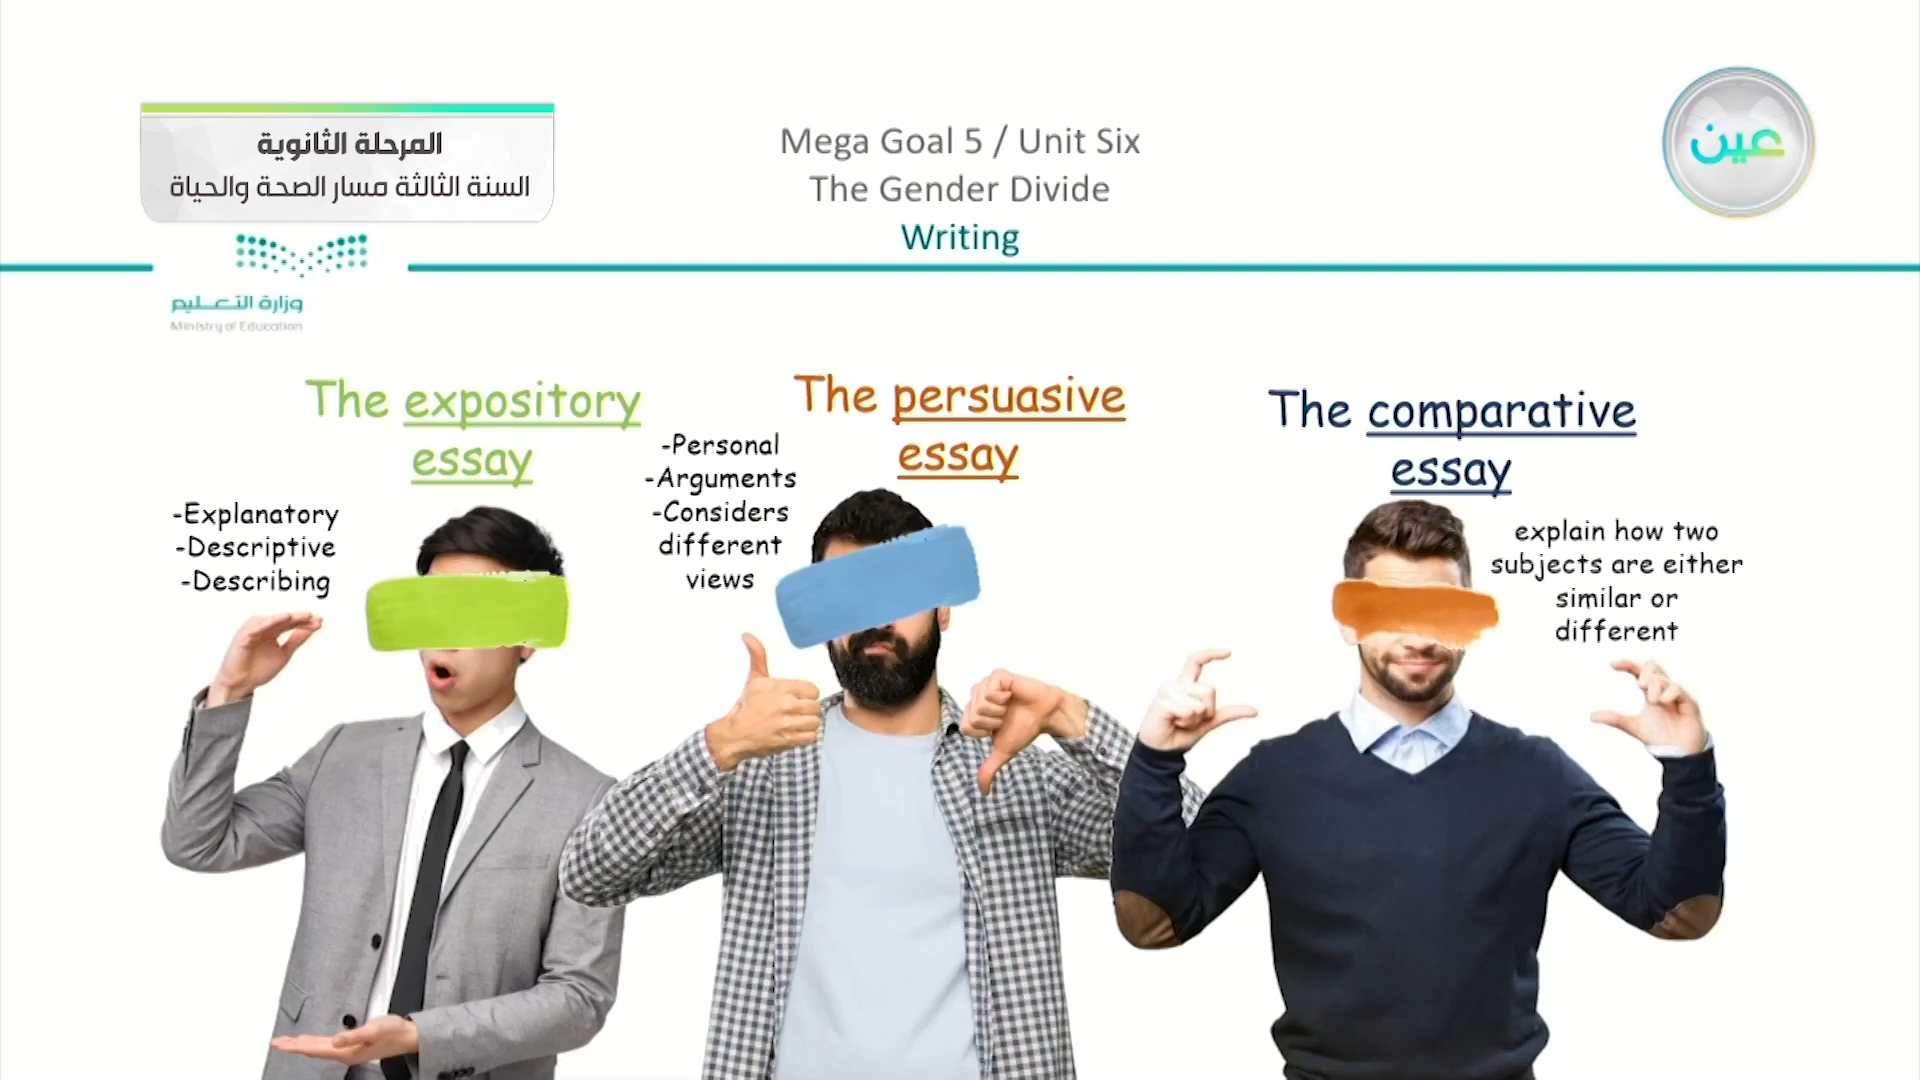 المرحلة الثانوية
السنة الثالثة مسار الصحة والحياة
Mega Goal 5 / Unit Six
The Gender Divide
Writing
عين
وزارة التعليم
Ministry of Education
The expository
essay
-Explanatory
-Descriptive
-Describing
The persuasive
essay
-Personal
-Arguments
-Considers
different
views
The comparative
essay
explain how two
subjects are either
similar or
different